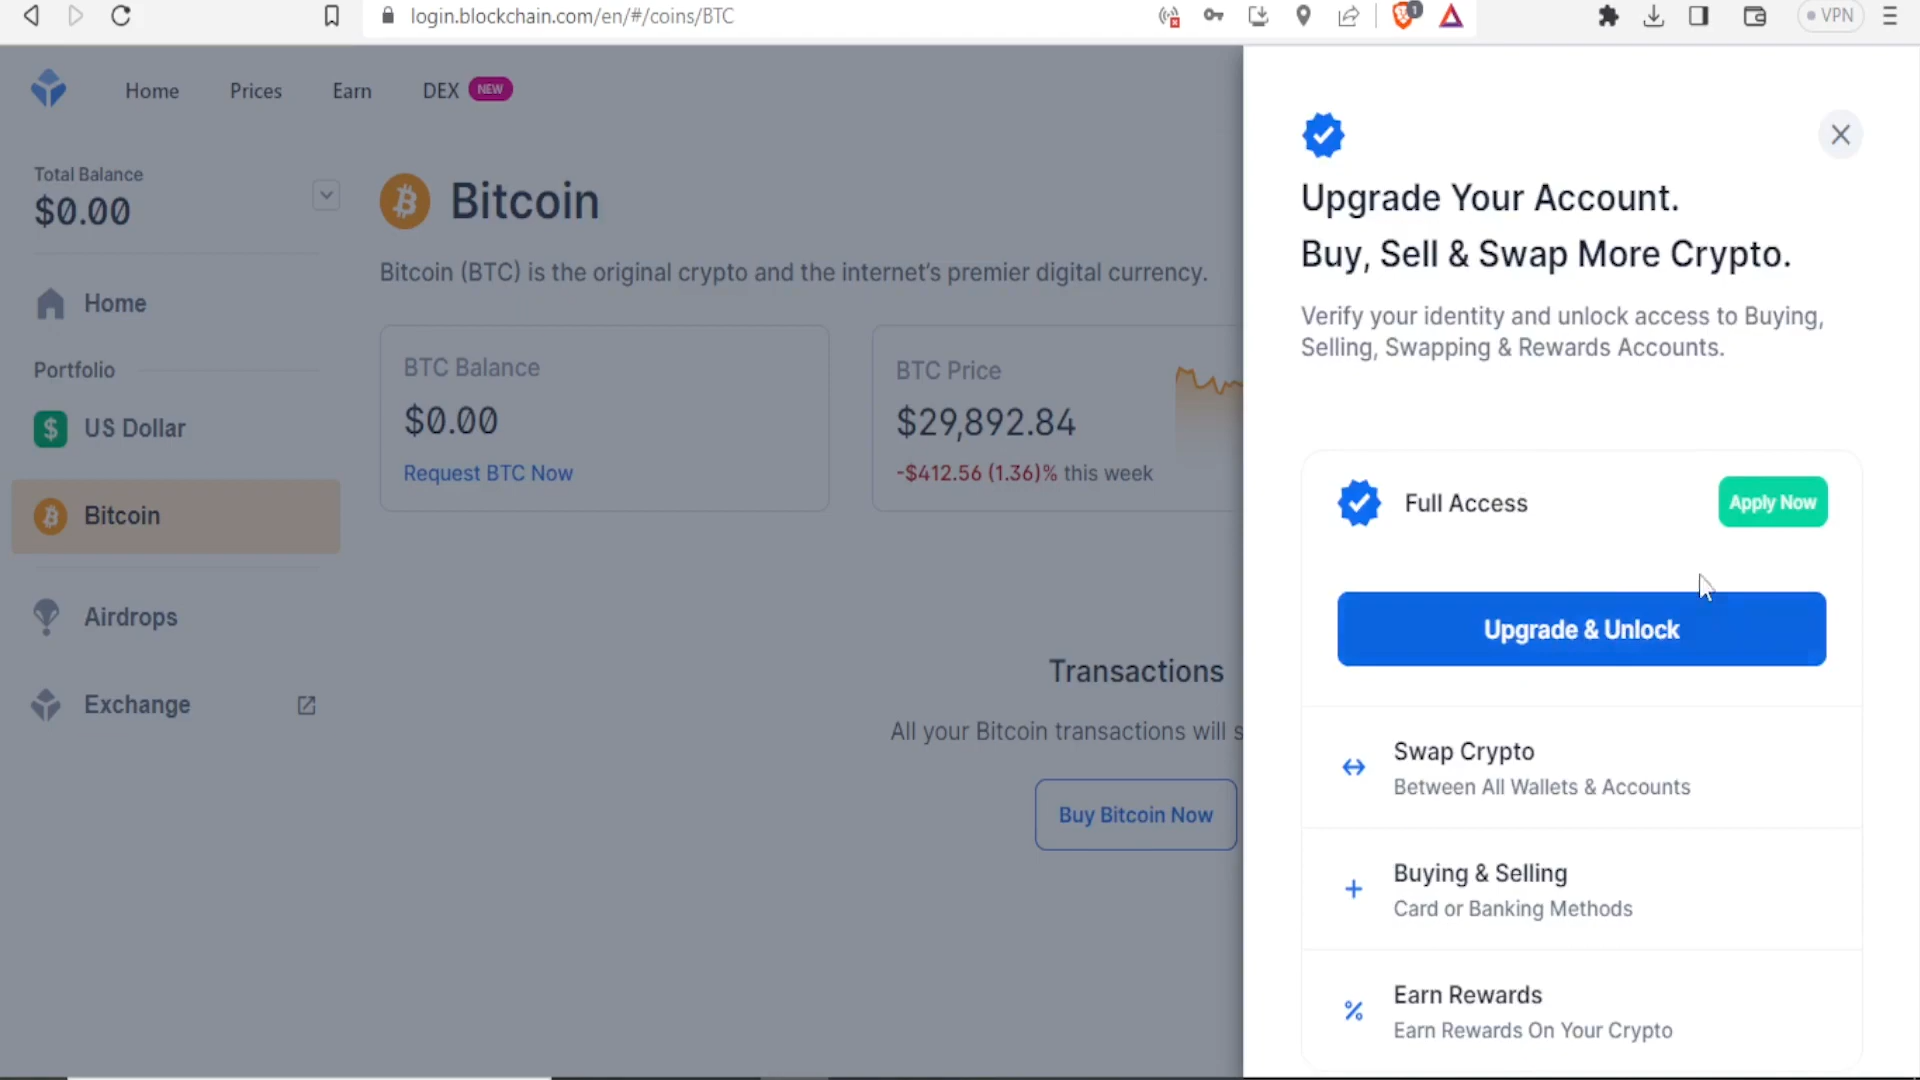 login.blockchain.com/en/#/coins/BTC
1
VPN
Home
Prices
Earn
DEX
NEW
Total Balance
$0.00
Home
Portfolio
US Dollar
Bitcoin
Airdrops
Exchange
Bitcoin
Bitcoin (BTC) is the original crypto and the internet's premier digital currency.
BTC Balance
$0.00
Request BTC Now
BTC Price
$29,892.84
-$412.56 (1.36)% this week
Transactions
All your Bitcoin transactions will s
Buy Bitcoin Now
Upgrade Your Account.
Buy, Sell & Swap More Crypto.
Verify your identity and unlock access to Buying,
Selling, Swapping & Rewards Accounts.
Full Access
Apply Now
Upgrade & Unlock
Swap Crypto
Between All Wallets & Accounts
Buying & Selling
Card or Banking Methods
Earn Rewards
Earn Rewards On Your Crypto